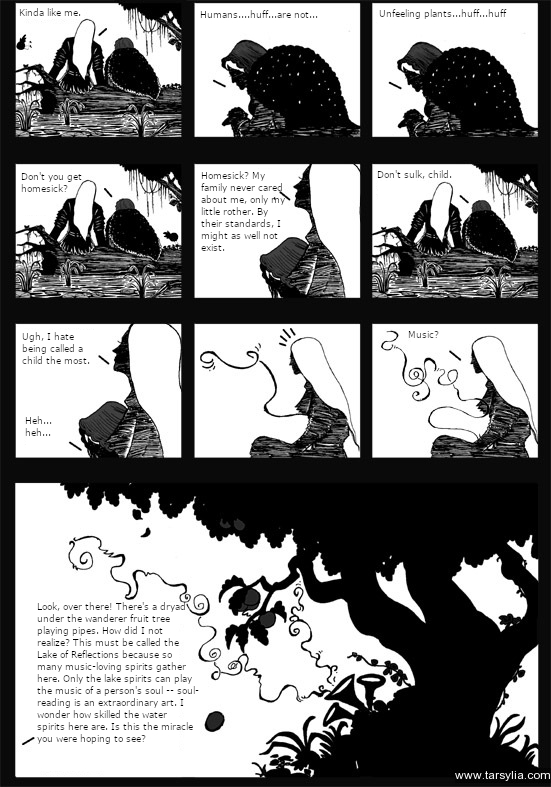 Kinda like me.
Humans....huff...are not...
Unfeeling plants...huff...huff
Don't you get
homesick?
Homesick? My
family never cared
about me, only my
little rother. By
their standards, I
might as well not
exist.
Don't sulk, child.
Ugh, I hate
being called a
child the most.
Heh...
heh...
Music?
Look, over there! There's a dryad
under the wanderer fruit tree
playing pipes. How did I not
realize? This must be called the
Lake of Reflections because so
many music-loving spirits gather
here. Only the lake spirits can play
the music of a person's soul -- soul-
reading is an extraordinary art. I
wonder how skilled the water
spirits here are. Is this the miracle
you were hoping to see?
www.tarsylia.com